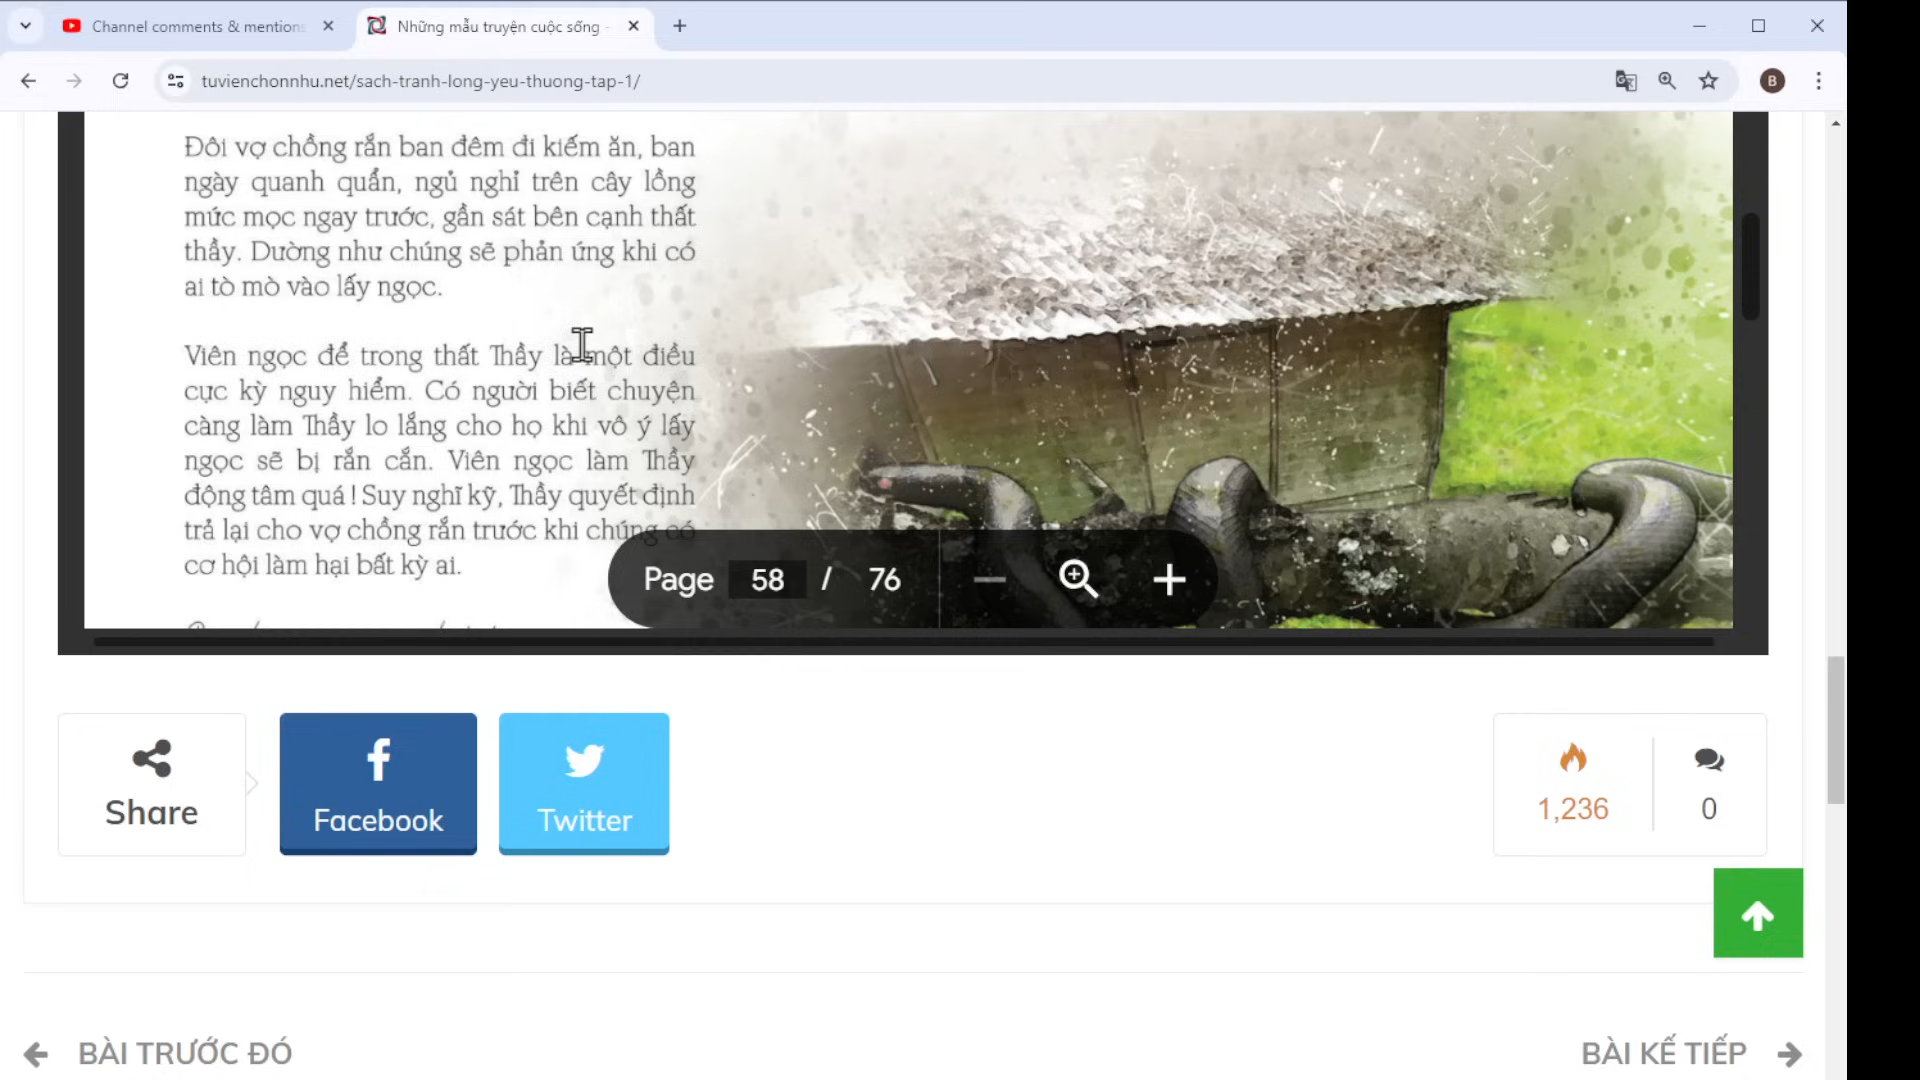 Channel comments & mentions
Những mẫu truyện cuộc sống -
tuvienchonnhu.net/sach-tranh-long-yeu-thuong-tap-1/
B
Đôi vợ chồng rắn ban đêm đi kiếm ăn, ban
ngày quanh quẩn, ngủ nghỉ trên cây lồng
mức mọc ngay trước, gần sát bên cạnh thất
thầy. Dường như chúng sẽ phản ứng khi có
ai tò mò vào lấy ngọc.
Viên ngọc để trong thất Thầy là một điều
cực kỳ nguy hiểm. Có người biết chuyện
càng làm Thầy lo lắng cho họ khi vô ý lấy
ngọc sẽ bị rắn cắn. Viên ngọc làm Thầy
động tâm quá ! Suy nghĩ kỹ, Thầy quyết định
trả lại cho vợ chồng rắn trước khi chúng có
cơ hội làm hại bất kỳ ai.
Page 58 / 76
Share
Facebook
Twitter
1,236
0
BÀI TRƯỚC ĐÓ
BÀI KẾ TIẾP